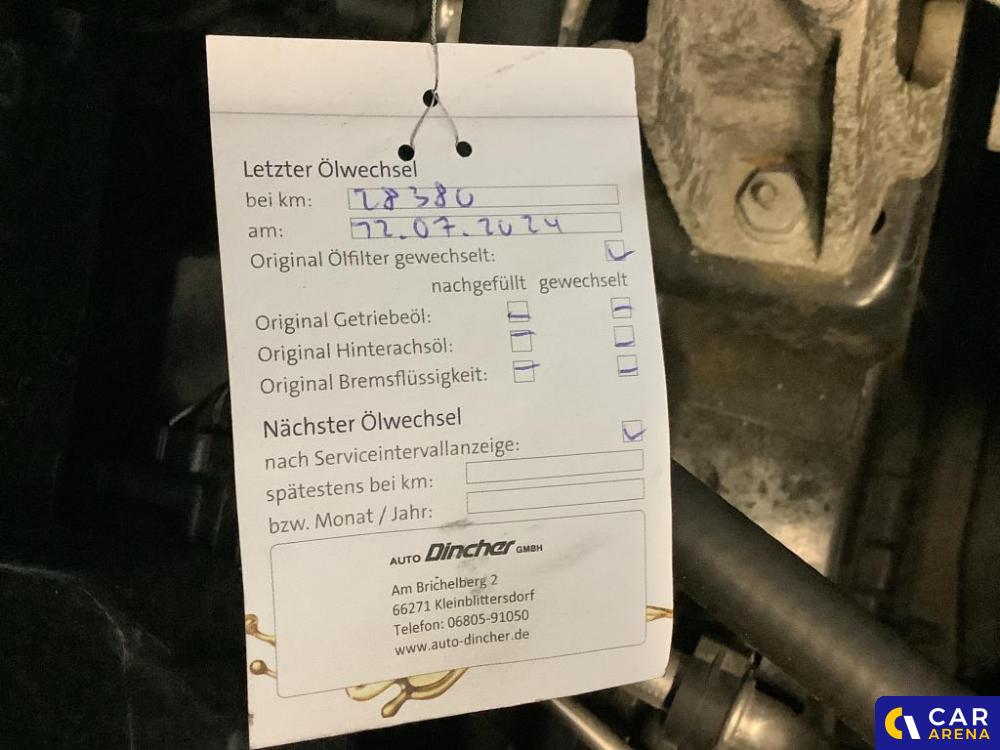 Letzter Ölwechsel
bei km: 28380
am: 12.07.2024
Original Ölfilter gewechselt:
nachgefüllt gewechselt
Original Getriebeöl:
Original Hinterachsöl:
Original Bremsflüssigkeit:
Nächster Ölwechsel
nach Serviceintervallanzeige:
spätestens bei km:
bzw. Monat / Jahr:
AUTO Dincher GMBH
Am Brichelberg 2
66271 Kleinblittersdorf
Telefon: 06805-91050
www.auto-dincher.de
CAR
ARENA